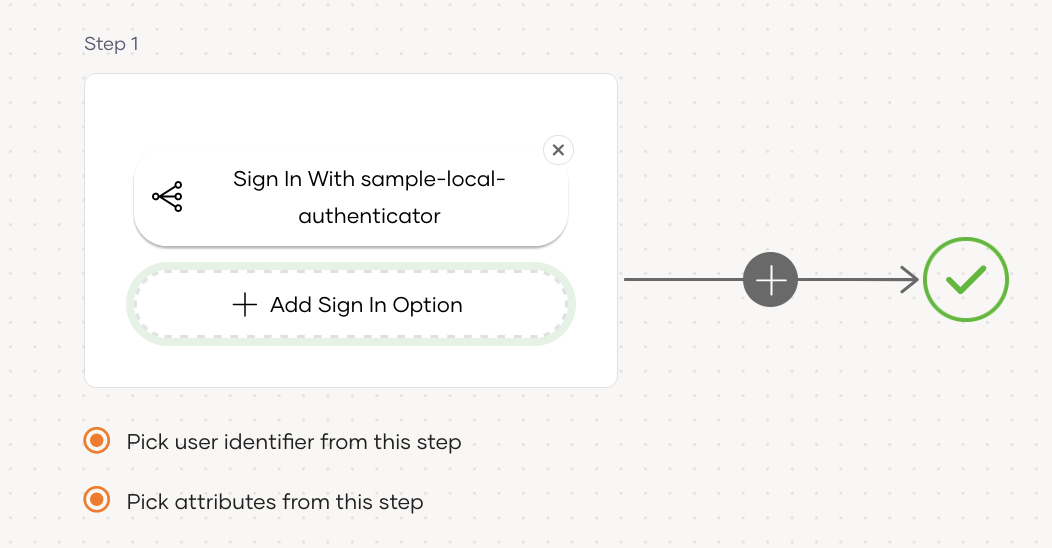 Step 1
Sign In With sample-local-
authenticator
Add Sign In Option
Pick user identifier from this step
Pick attributes from this step